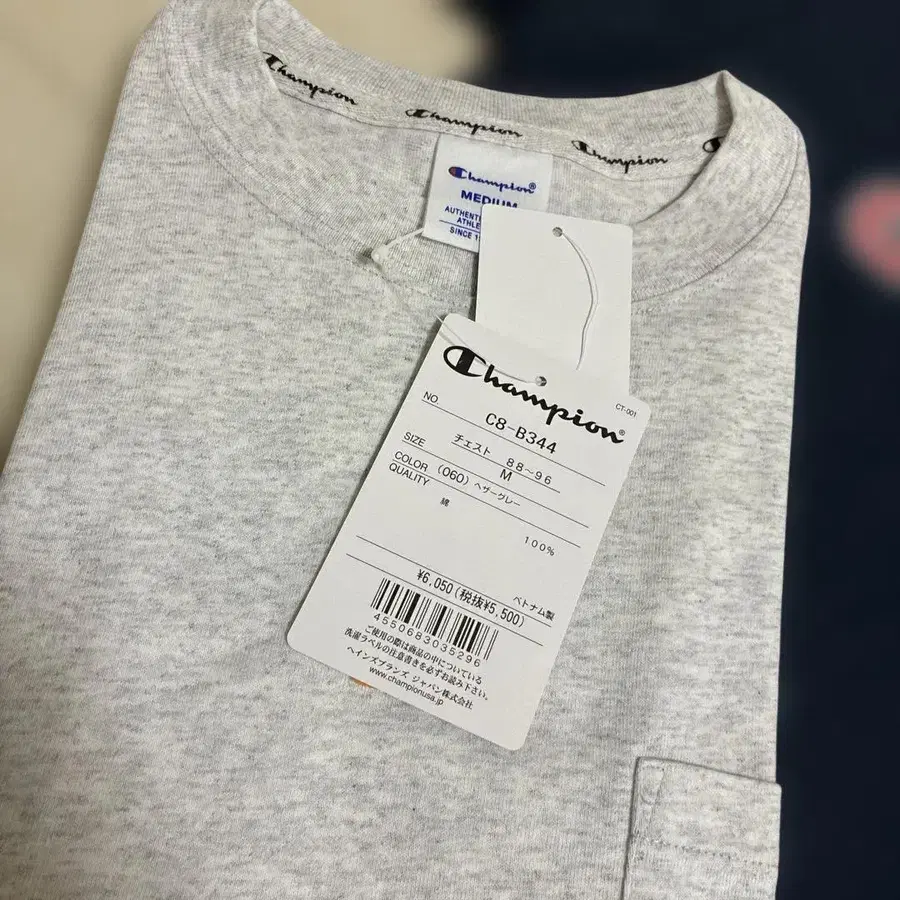 Champion
Champion
Champion
Champion®
MEDIUM
SINCE
Champion®
CT-001
NO
C8-B344
SIZE
チェスト 88~96
M
COLOR (060) ヘザーグレー
QUALITY
綿
100%
¥6,050(税抜¥5,500)
ベトナム製
4550683035296
ご使用の際は商品の中についている
洗濯ラベルの注意書きを必ずお読み下さい。
ヘインズブランズ ジャパン株式会社
www.championusa.jp